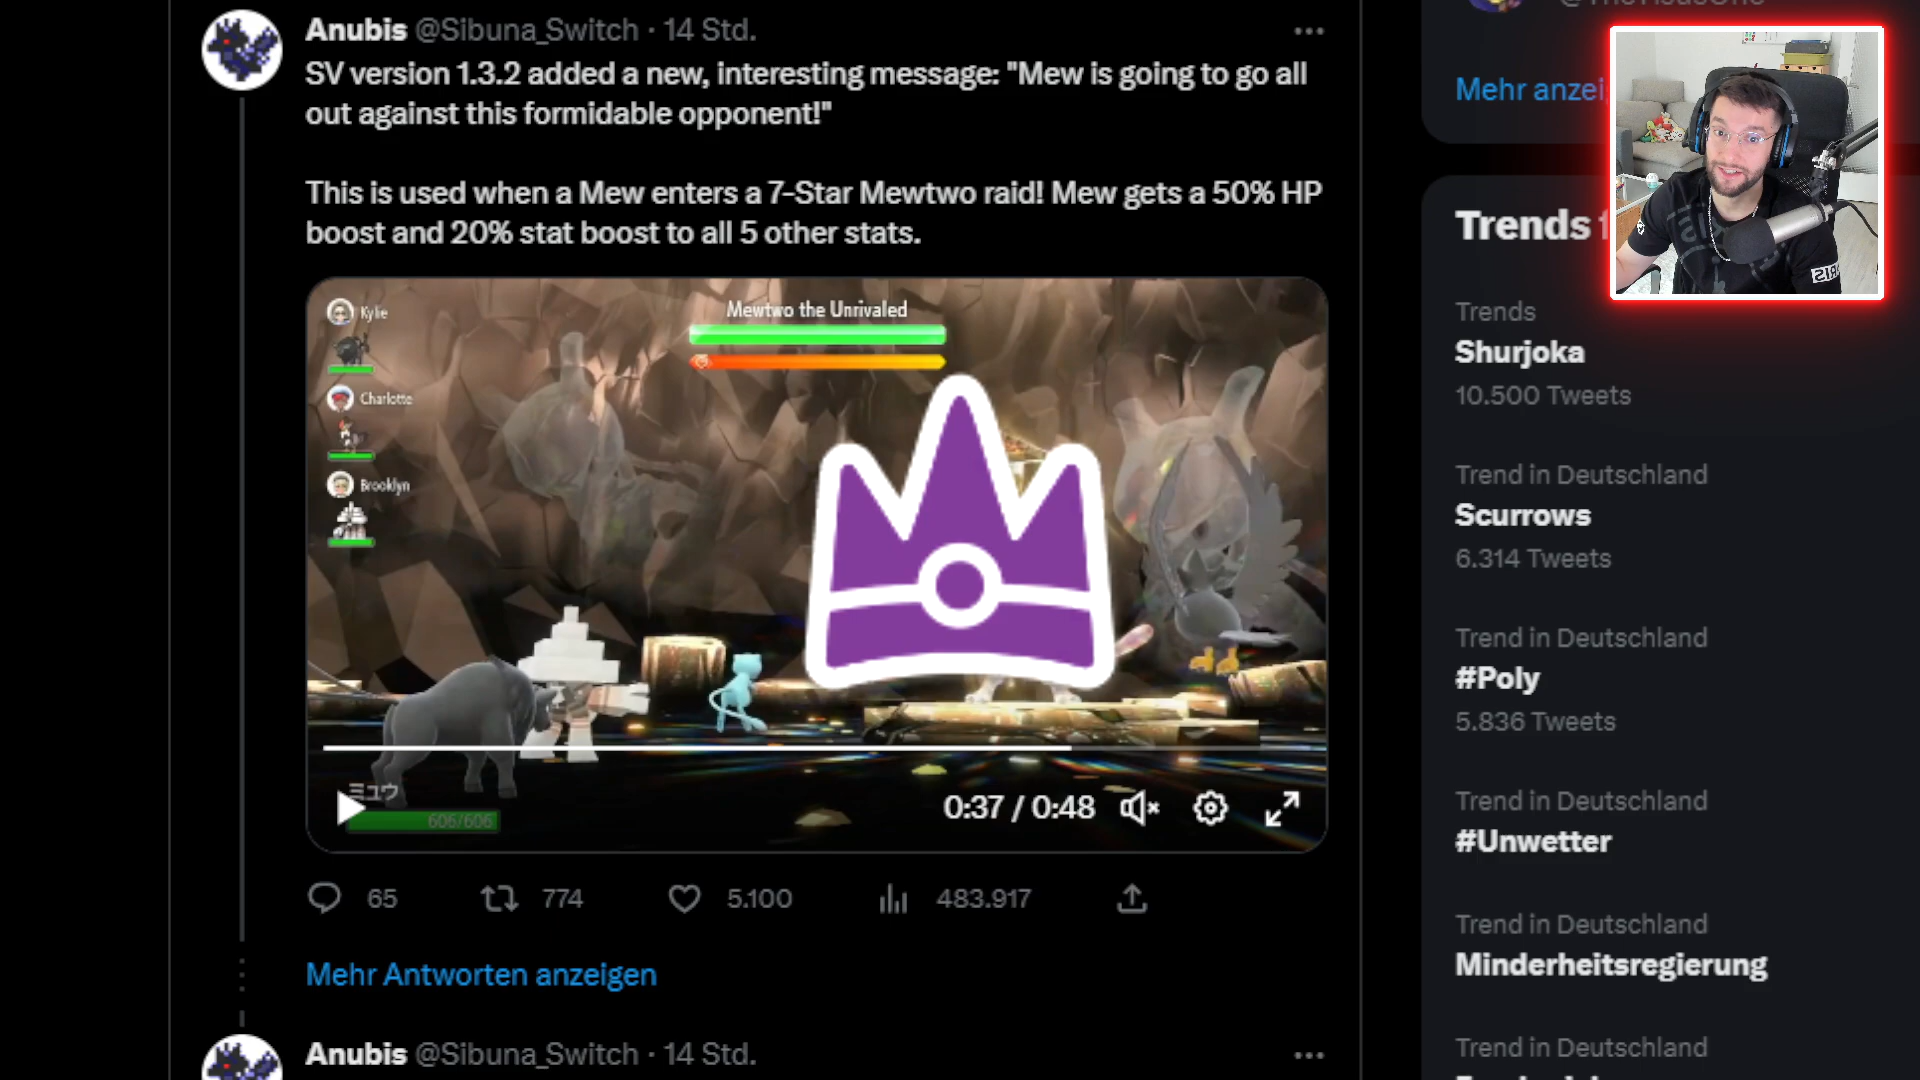 Anubis @Sibuna_Switch · 14 Std.
SV version 1.3.2 added a new, interesting message: "Mew is going to go all
out against this formidable opponent!"
This is used when a Mew enters a 7-Star Mewtwo raid! Mew gets a 50% HP
boost and 20% stat boost to all 5 other stats.
Kylie
Mewtwo the Unrivaled
Charlotte
Brooklyn
ミュウ
606/606
0:37 / 0:48
65
774
5.100
483.917
Mehr Antworten anzeigen
Anubis @Sibuna_Switch · 14 Std.
Mehr
Trends
Trends
Shurjoka
10.500 Tweets
Trend in Deutschland
Scurrows
6.314 Tweets
Trend in Deutschland
#Poly
5.836 Tweets
Trend in Deutschland
#Unwetter
Trend in Deutschland
Minderheitsregierung
Trend in Deutschland